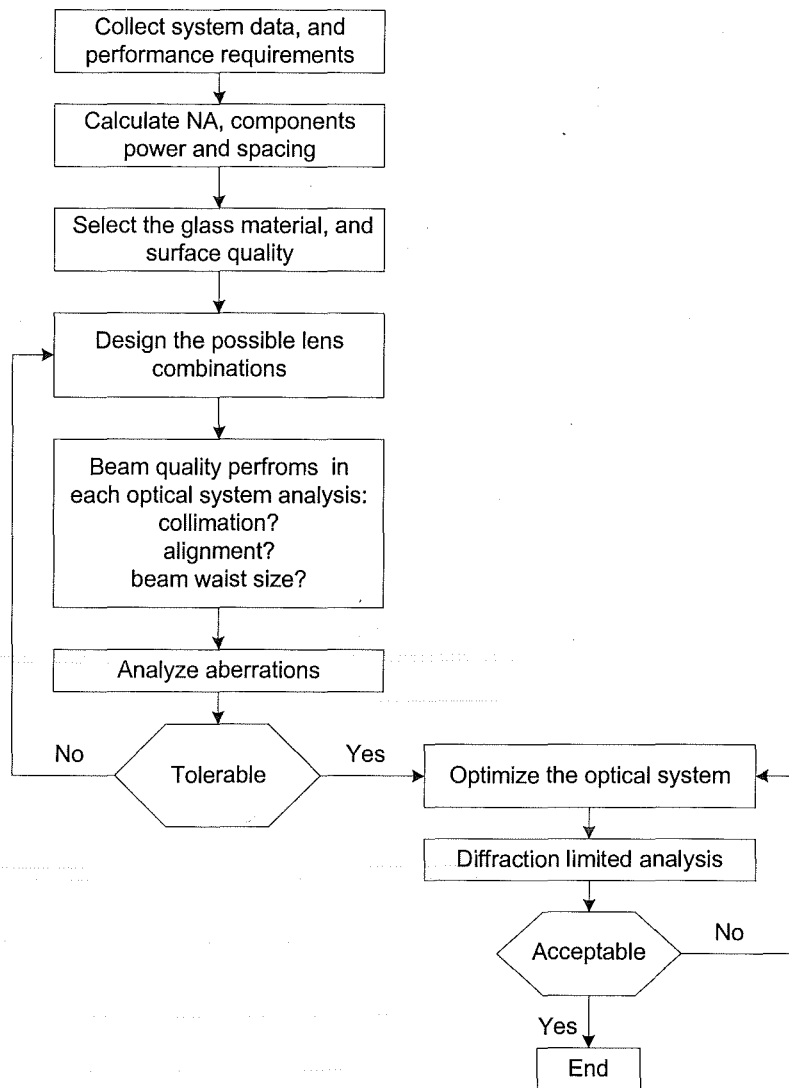 Collect system data, and
performance requirements
Calculate NA, components
power and spacing
Select the glass material, and
surface quality
Design the possible lens
combinations
Beam quality perfroms in
each optical system analysis:
collimation?
alignment?
beam waist size?
Analyze aberrations
No
Tolerable
Yes
Optimize the optical system
Diffraction limited analysis
Acceptable
No
Yes
End